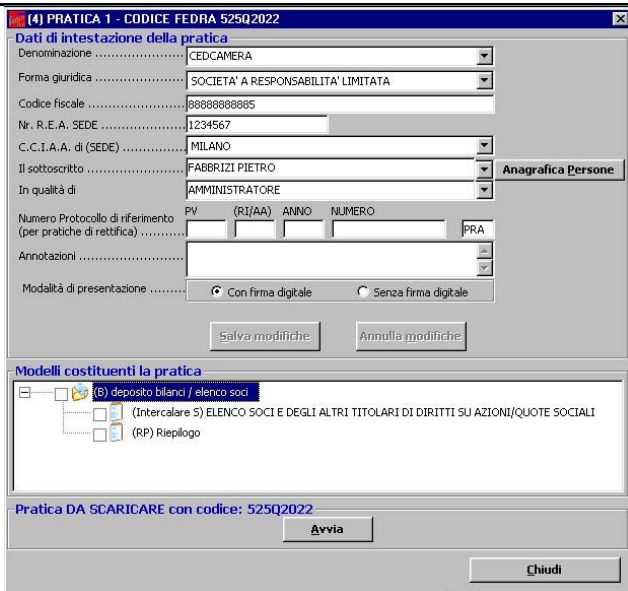 (4) PRATICA 1 - CODICE FEDRA 525Q2022
Dati di intestazione della pratica
Denominazione ...................... CEDCAMERA
Forma giuridica ...................... SOCIETA' A RESPONSABILITA' LIMITATA
Codice fiscale ...................... 88888888885
Nr. R.E.A. SEDE ...................... 1234567
C.C.I.A.A. di (SEDE) ................ MILANO
Il sottoscritto ...................... FABBRIZI PIETRO Anagrafica Persone
In qualità di AMMINISTRATORE
PV (RI/AA) ANNO NUMERO
Numero Protocollo di riferimento
(per pratiche di rettifica) .......... PRA
Annotazioni ........................
Modalità di presentazione ......... Con firma digitale Senza firma digitale
Salva modifiche Annulla modifiche
Modelli costituenti la pratica
(B) deposito bilanci / elenco soci
(Intercalare S) ELENCO SOCI E DEGLI ALTRI TITOLARI DI DIRITTI SU AZIONI/QUOTE SOCIALI
(RP) Riepilogo
Pratica DA SCARICARE con codice: 525Q2022
Avvia
Chiudi